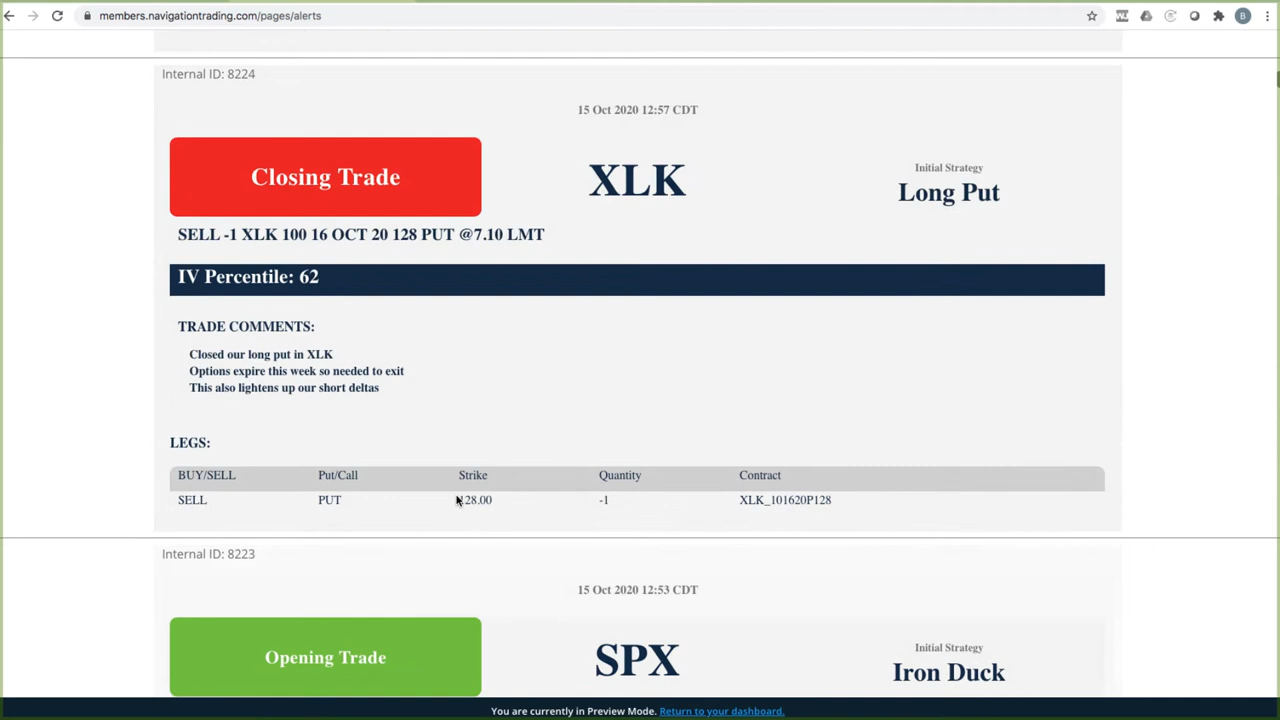 members.navigationtrading.com/pages/alerts
B
Internal ID: 8224
15 Oct 2020 12:57 CDT
Closing Trade
XLK
Initial Strategy
Long Put
SELL -1 XLK 100 16 OCT 20 128 PUT @7.10 LMT
IV Percentile: 62
TRADE COMMENTS:
Closed our long put in XLK
Options expire this week so needed to exit
This also lightens up our short deltas
LEGS:
BUY/SELL Put/Call Strike Quantity Contract
SELL PUT 128.00 -1 XLK_101620P128
Internal ID: 8223
15 Oct 2020 12:53 CDT
Opening Trade
SPX
Initial Strategy
Iron Duck
You are currently in Preview Mode. Return to your dashboard.